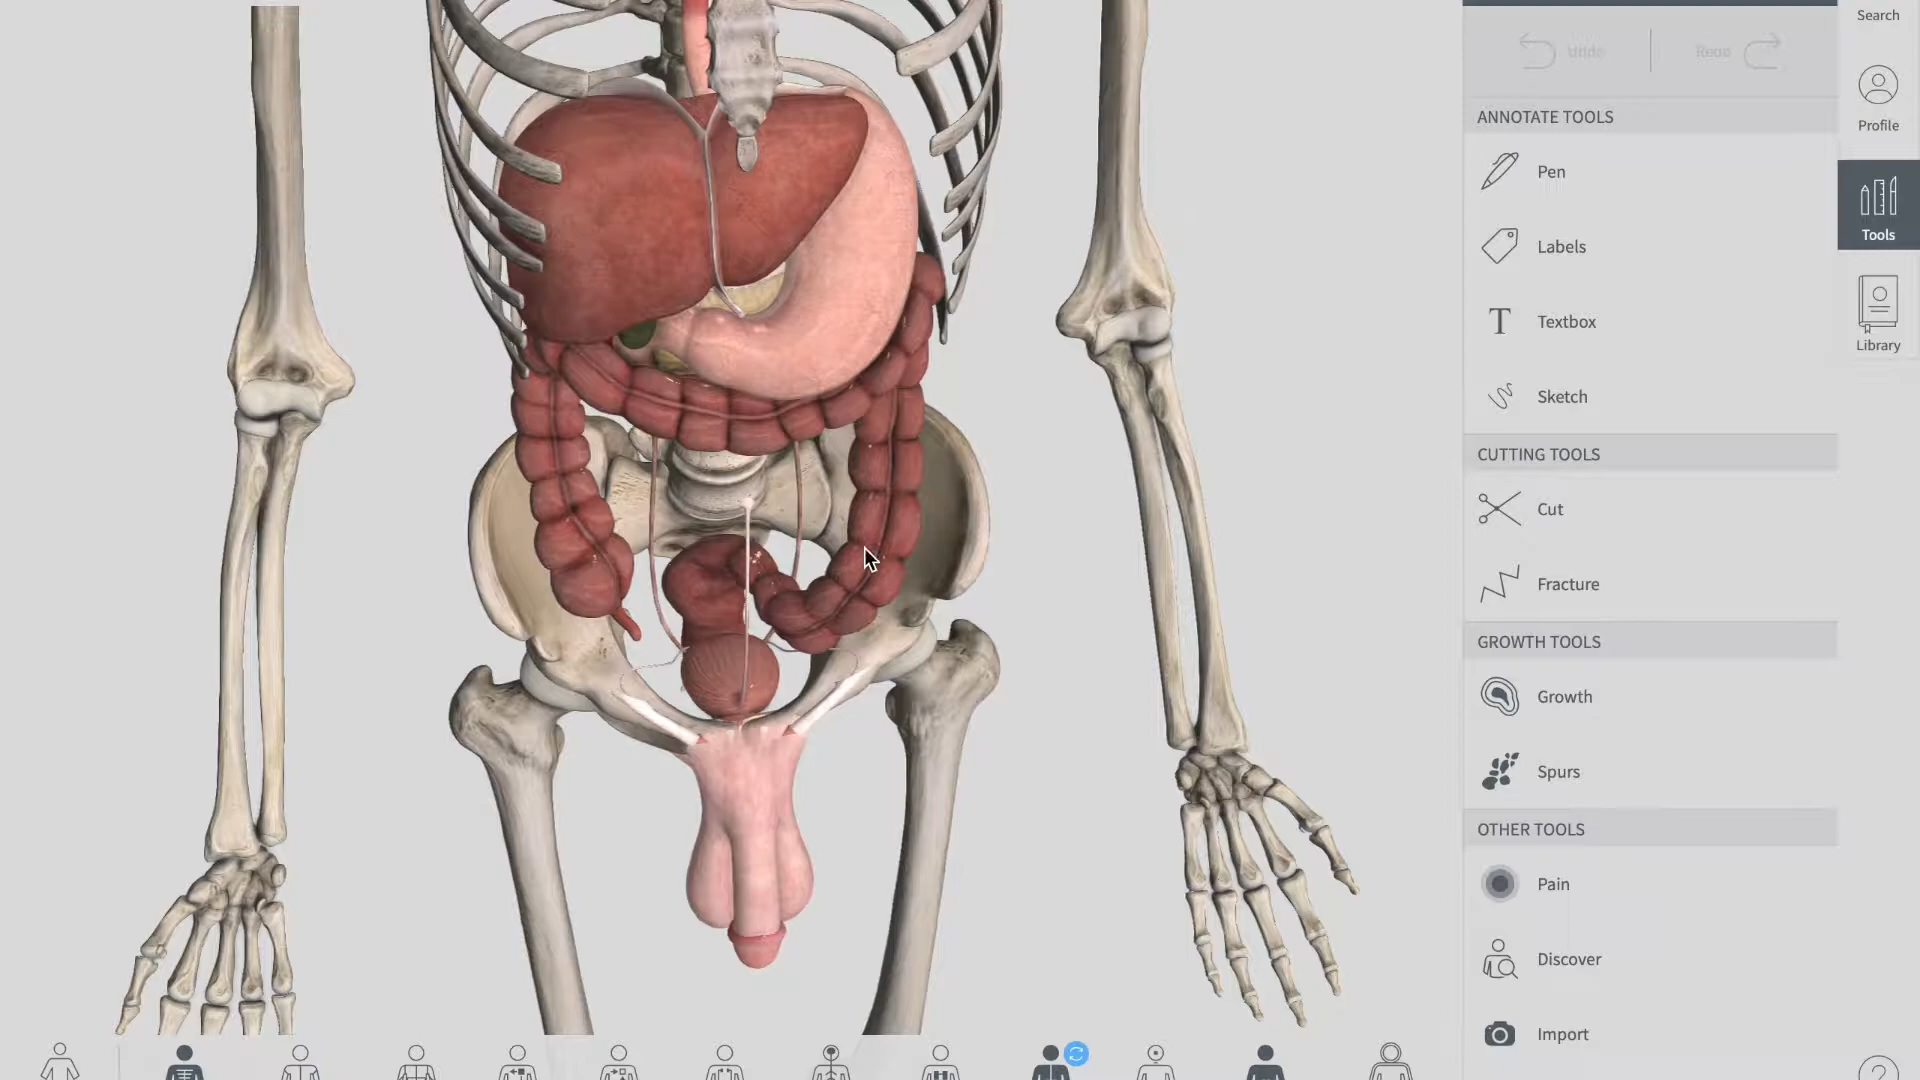 Search
Undo
Redo
Profile
ANNOTATE TOOLS
Pen
Labels
Textbox
Sketch
Tools
Library
CUTTING TOOLS
Cut
Fracture
GROWTH TOOLS
Growth
Spurs
OTHER TOOLS
Pain
Discover
Import